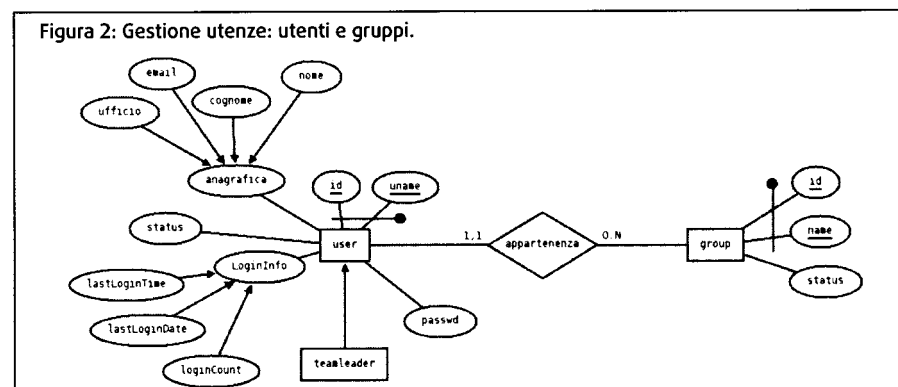 Figura 2: Gestione utenze: utenti e gruppi.
email
nome
cognome
ufficio
anagrafica
id
uname
id
status
name
user
1,1
appartenenza
0.N
group
LoginInfo
status
lastLoginTime
lastLoginDate
passwd
loginCount
teamleader